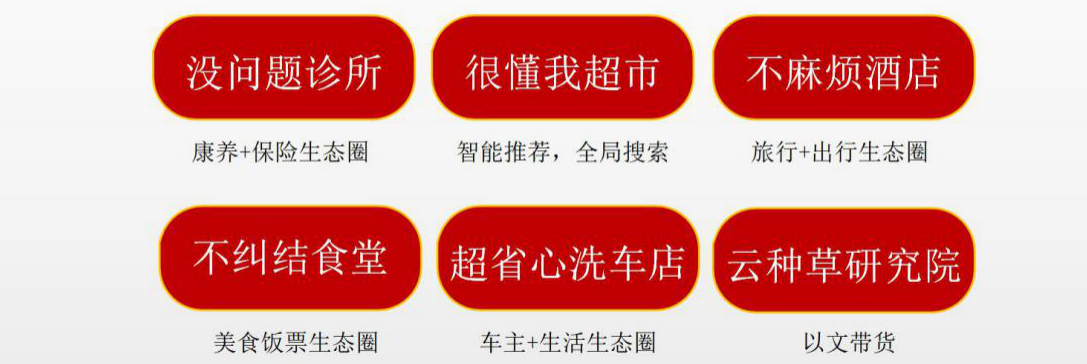 没问题诊所
很懂我超市
不麻烦酒店
康养+保险生态圈
智能推荐，全局搜索
旅行+出行生态圈
不纠结食堂
超省心洗车店
云种草研究院
美食饭票生态圈
车主+生活生态圈
以文带货